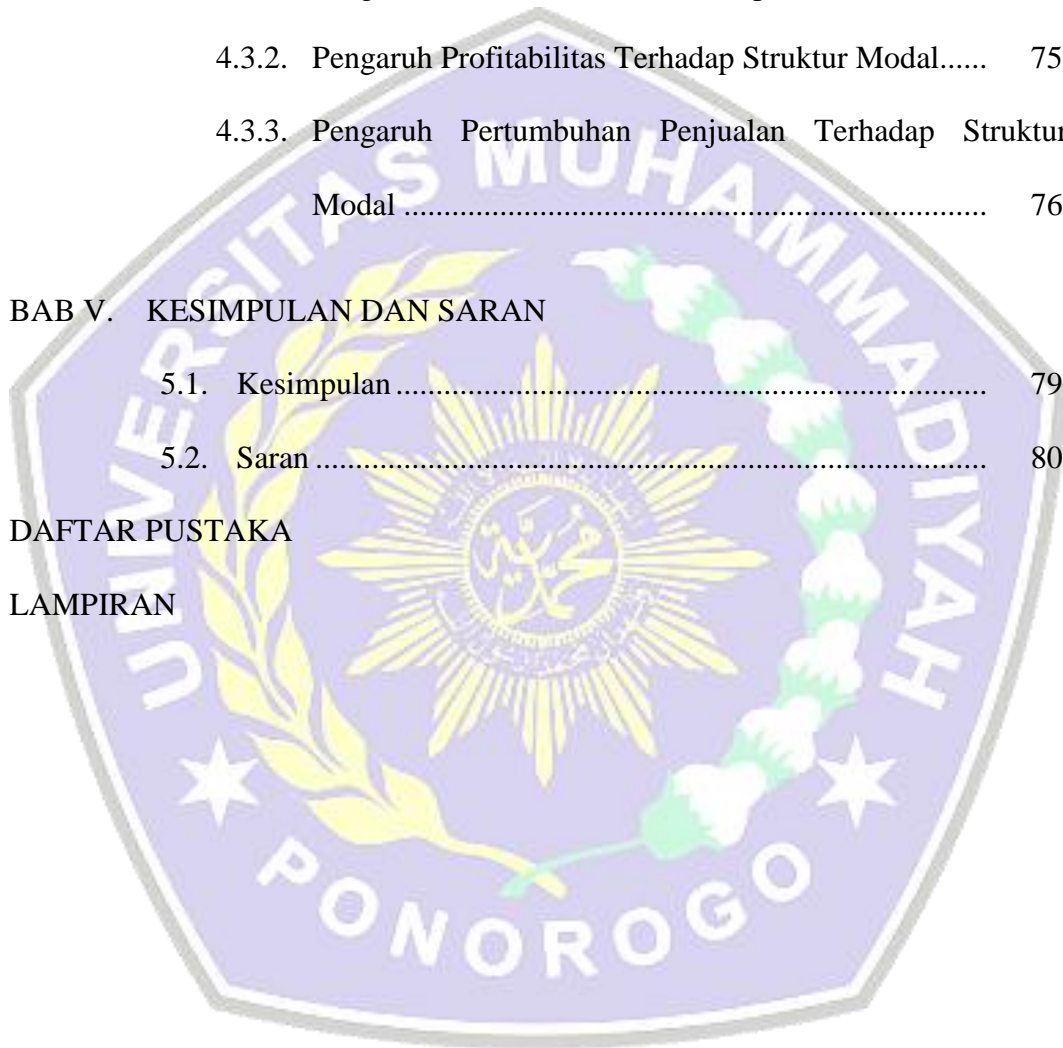 4.3.2. Pengaruh Profitabilitas Terhadap Struktur Modal...... 75
4.3.3. Pengaruh Pertumbuhan Penjualan Terhadap Struktur
Modal ........................................................................ 76
BAB V. KESIMPULAN DAN SARAN
5.1. Kesimpulan ......................................................................... 79
5.2. Saran ................................................................................... 80
DAFTAR PUSTAKA
LAMPIRAN
UNIVERSITAS MUHAMMADIYAH
PONOROGO